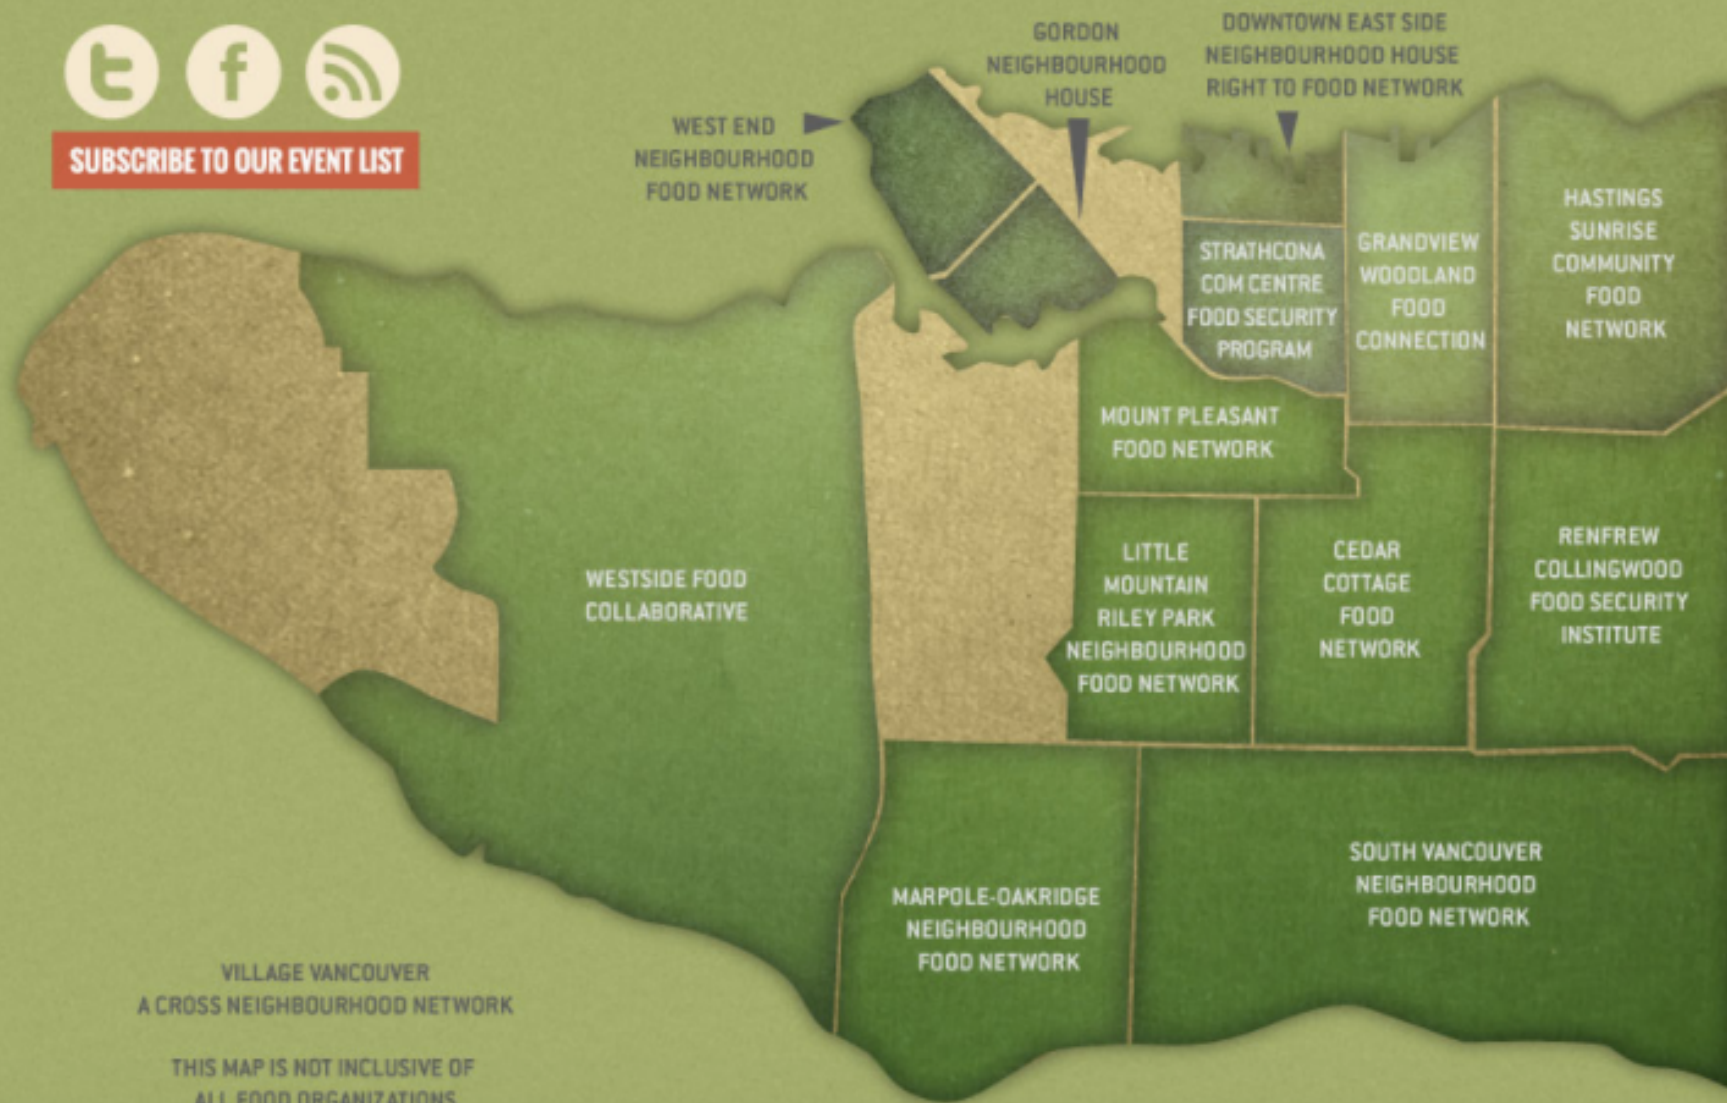 SUBSCRIBE TO OUR EVENT LIST
WEST END
NEIGHBOURHOOD
FOOD NETWORK
GORDON
NEIGHBOURHOOD
HOUSE
DOWNTOWN EAST SIDE
NEIGHBOURHOOD HOUSE
RIGHT TO FOOD NETWORK
STRATHCONA
COM CENTRE
FOOD SECURITY
PROGRAM
GRANDVIEW
WOODLAND
FOOD
CONNECTION
HASTINGS
SUNRISE
COMMUNITY
FOOD
NETWORK
MOUNT PLEASANT
FOOD NETWORK
WESTSIDE FOOD
COLLABORATIVE
LITTLE
MOUNTAIN
RILEY PARK
NEIGHBOURHOOD
FOOD NETWORK
CEDAR
COTTAGE
FOOD
NETWORK
RENFREW
COLLINGWOOD
FOOD SECURITY
INSTITUTE
MARPOLE-OAKRIDGE
NEIGHBOURHOOD
FOOD NETWORK
SOUTH VANCOUVER
NEIGHBOURHOOD
FOOD NETWORK
VILLAGE VANCOUVER
A CROSS NEIGHBOURHOOD NETWORK
THIS MAP IS NOT INCLUSIVE OF
ALL FOOD ORGANIZATIONS